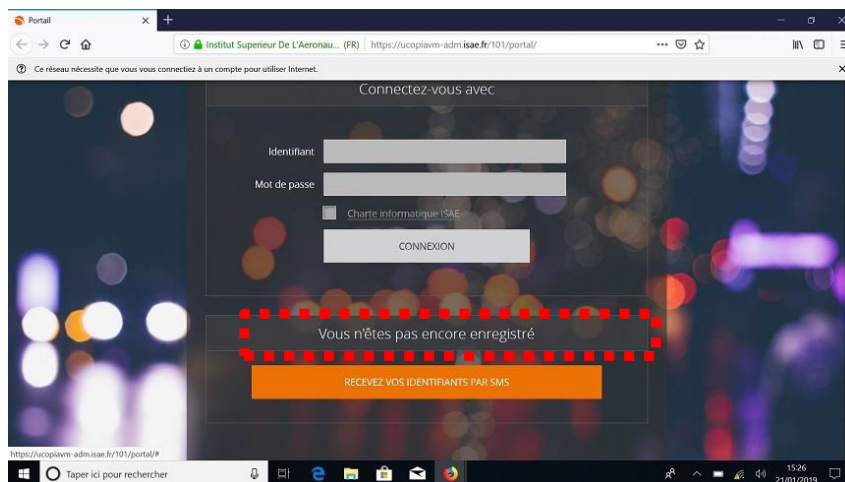 Portail
Institut Superieur De L'Aeronau... (FR) https://ucopiavm-adm.isae.fr/101/portal/
Ce réseau nécessite que vous vous connectiez à un compte pour utiliser Internet.
Connectez-vous avec
Identifiant
Mot de passe
Charte informatique ISAE
CONNEXION
Vous n'êtes pas encore enregistré
RECEVEZ VOS IDENTIFIANTS PAR SMS
https://ucopiavm-adm.isae.fr/101/portal/#
Taper ici pour rechercher
15:26
21/01/2019